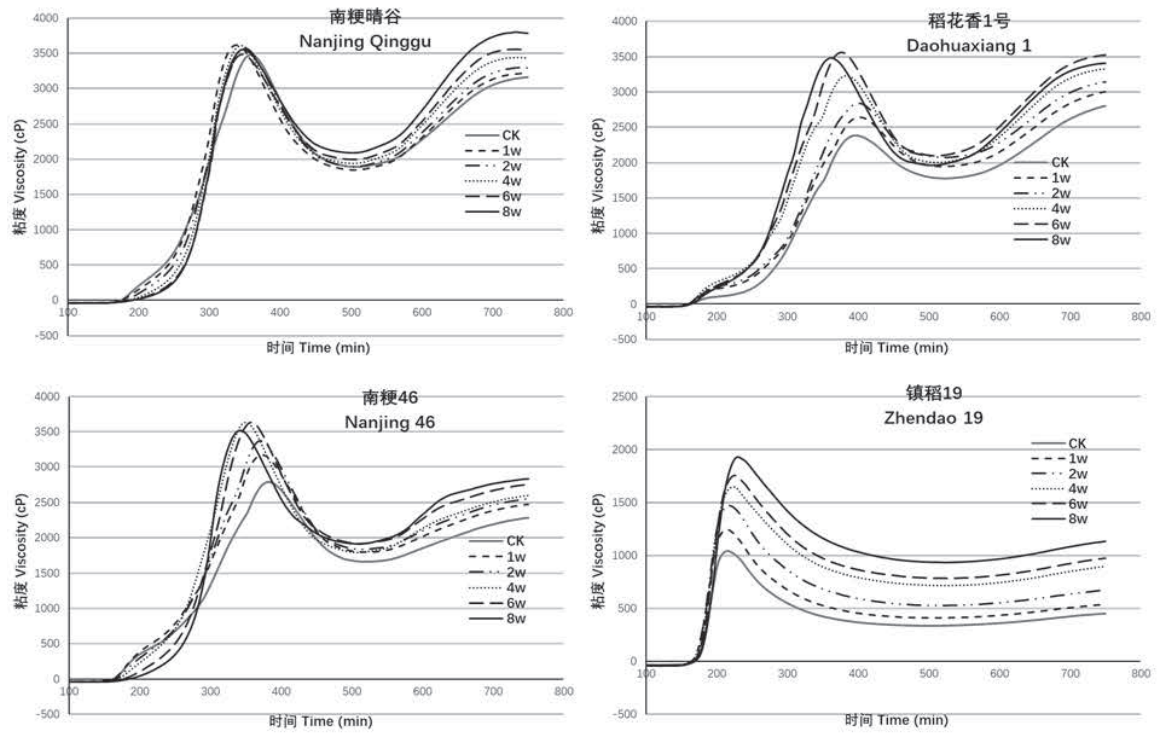 南粳晴谷
Nanjing Qinggu
粘度 Viscosity (cP)
4000
3500
3000
2500
2000
1500
1000
500
0
-500
100
200
300
400
500
600
700
800
CK
1w
2w
4w
6w
8w
时间 Time (min)
稻花香1号
Daohuaxiang 1
粘度 Viscosity (cP)
4000
3500
3000
2500
2000
1500
1000
500
0
-500
100
200
300
400
500
600
700
800
CK
1w
2w
4w
6w
8w
时间 Time (min)
南粳46
Nanjing 46
粘度 Viscosity (cP)
4000
3500
3000
2500
2000
1500
1000
500
0
-500
100
200
300
400
500
600
700
800
CK
1w
2w
4w
6w
8w
时间 Time (min)
镇稻19
Zhendao 19
粘度 Viscosity (cP)
2500
2000
1500
1000
500
0
-500
100
200
300
400
500
600
700
800
CK
1w
2w
4w
6w
8w
时间 Time (min)